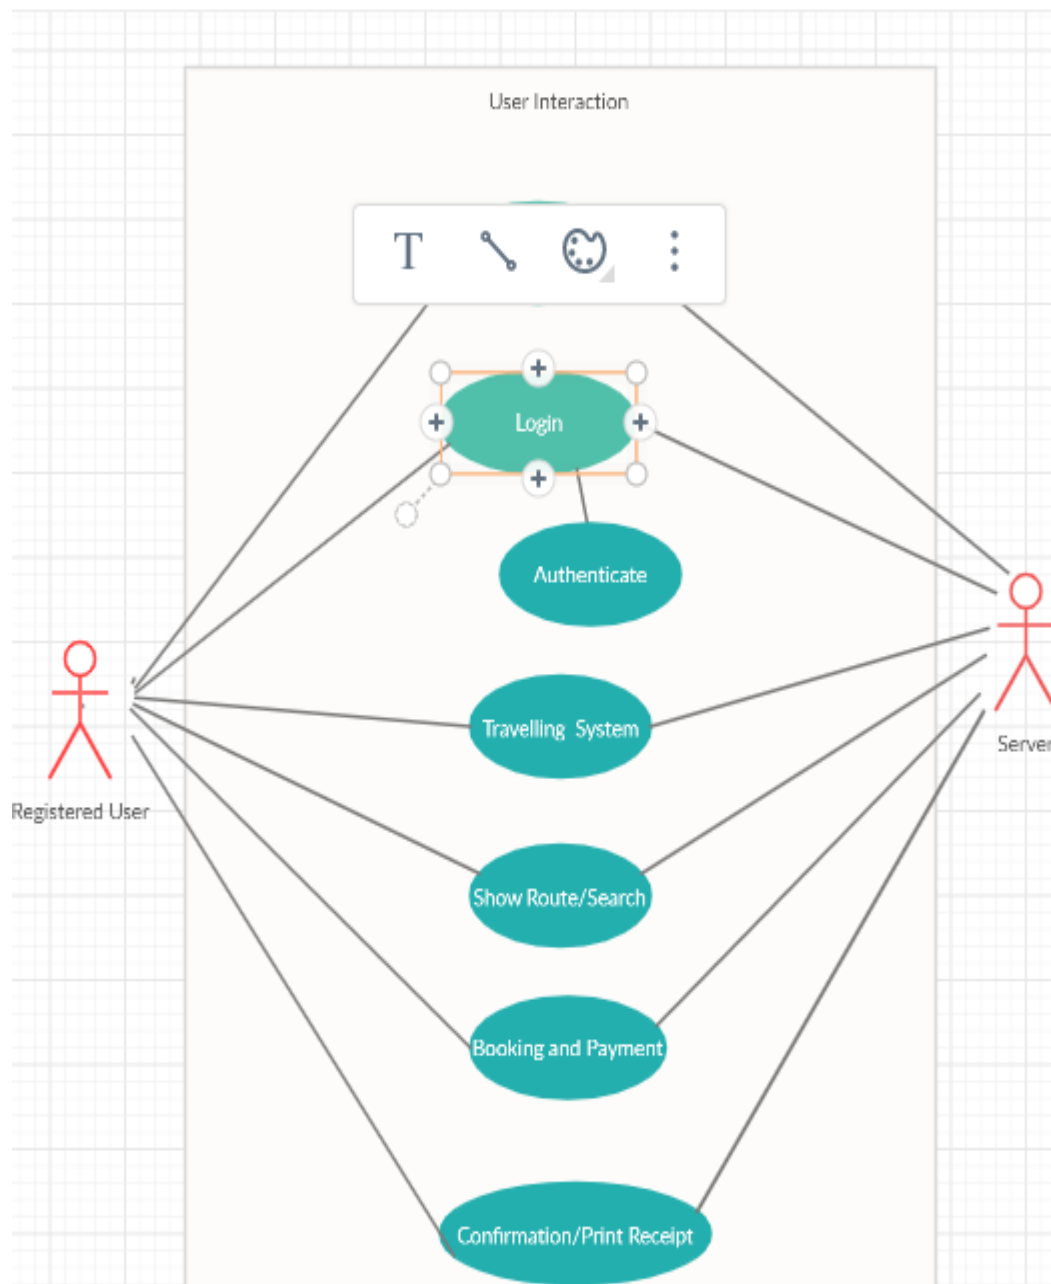 User Interaction
T
Login
Authenticate
Travelling System
Server
Registered User
Show Route/Search
Booking and Payment
Confirmation/Print Receipt